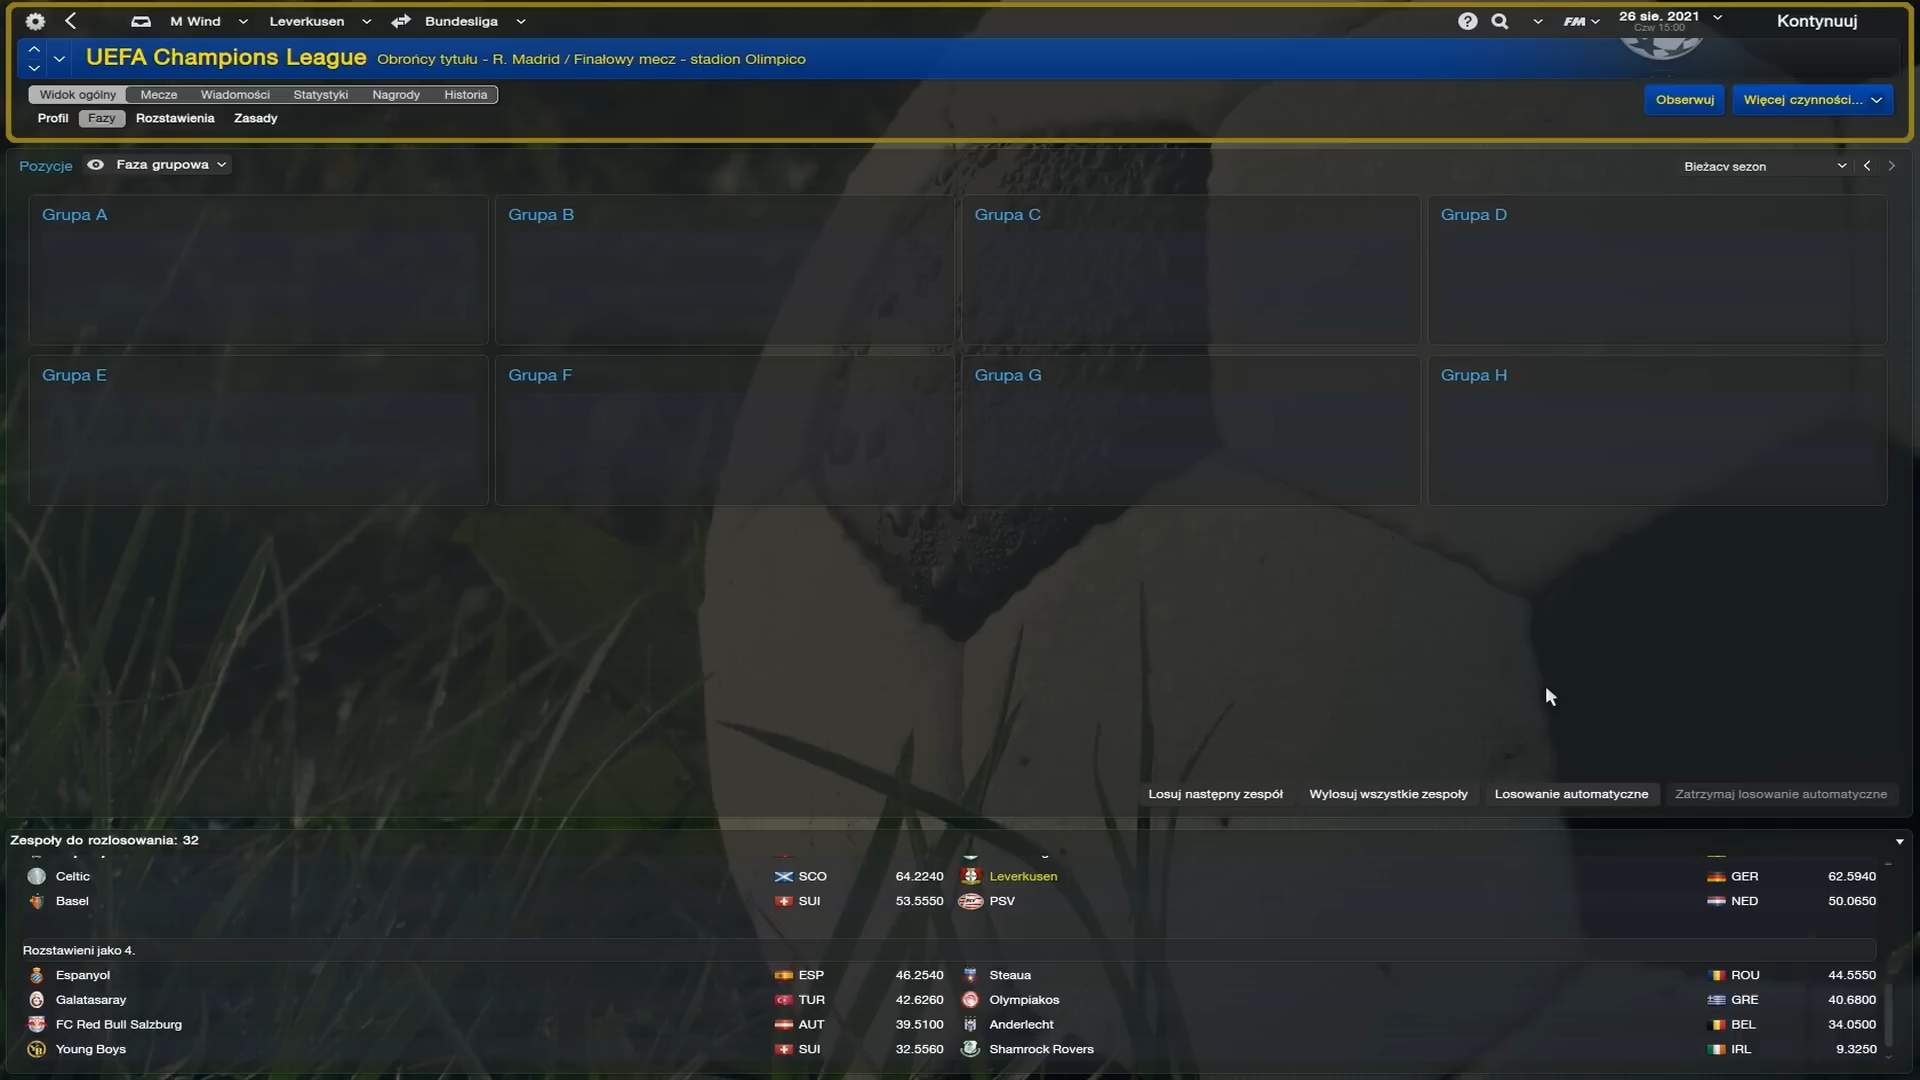 M Wind Leverkusen Bundesliga 26 sie. 2021 Kontynuuj
FM Czw 15:00
UEFA Champions League Obrońcy tytułu - R. Madrid / Finałowy mecz - stadion Olimpico
Widok ogólny Mecze Wiadomości Statystyki Nagrody Historia Obserwuj Więcej czynności...
Profil Fazy Rozstawienia Zasady
Pozycje Faza grupowa Bieżacy sezon
Grupa A Grupa B Grupa C Grupa D
Grupa E Grupa F Grupa G Grupa H
Losuj następny zespół Wylosuj wszystkie zespoły Losowanie automatyczne Zatrzymaj losowanie automatyczne
Zespoły do rozlosowania: 32
Celtic SCO 64.2240 Leverkusen GER 62.5940
Basel SUI 53.5550 PSV NED 50.0650
Rozstawieni jako 4.
Espanyol ESP 46.2540 Steaua ROU 44.5550
Galatasaray TUR 42.6260 Olympiakos GRE 40.6800
FC Red Bull Salzburg AUT 39.5100 Anderlecht BEL 34.0500
Young Boys SUI 32.5560 Shamrock Rovers IRL 9.3250